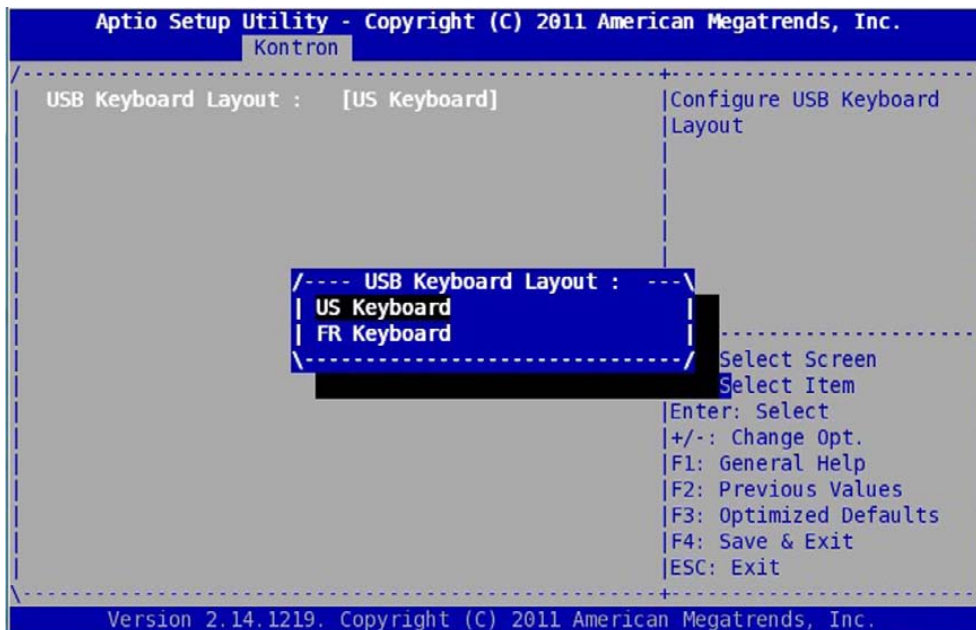 Aptio Setup Utility - Copyright (C) 2011 American Megatrends, Inc.
Kontron
USB Keyboard Layout : [US Keyboard]
Configure USB Keyboard
Layout
/---- USB Keyboard Layout : ---\
US Keyboard
FR Keyboard
Select Screen
Select Item
Enter: Select
+/-: Change Opt.
F1: General Help
F2: Previous Values
F3: Optimized Defaults
F4: Save & Exit
ESC: Exit
Version 2.14.1219. Copyright (C) 2011 American Megatrends, Inc.